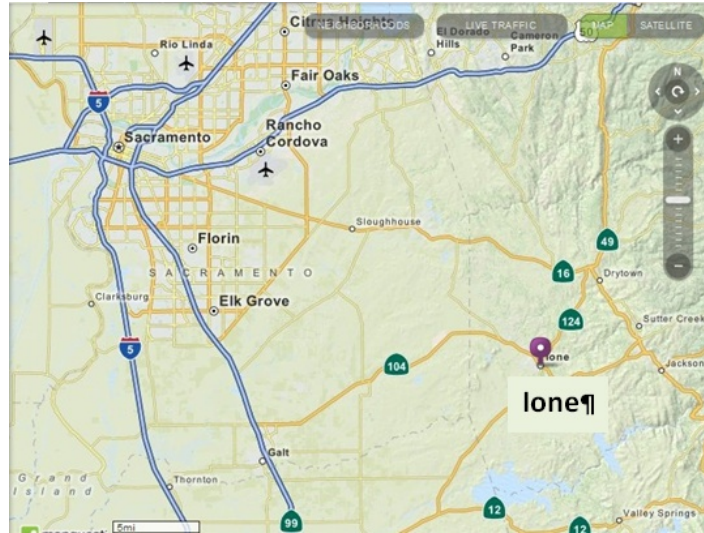 NEIGHBORHOODS LIVE TRAFFIC MAP SATELLITE
Citrus Heights
50
El Dorado
Hills
Cameron
Park
Rio Linda
N
Fair Oaks
5
Sacramento
Rancho
Cordova
Sloughhouse
Florin
49
SACRAMENTO
16
Drytown
Clarksburg
Elk Grove
124
Sutter Creek
5
Ione
104
Jackson
Ione¶
Galt
Grand
Island
Thornton
12
Valley Springs
99
12
mapquest
5mi